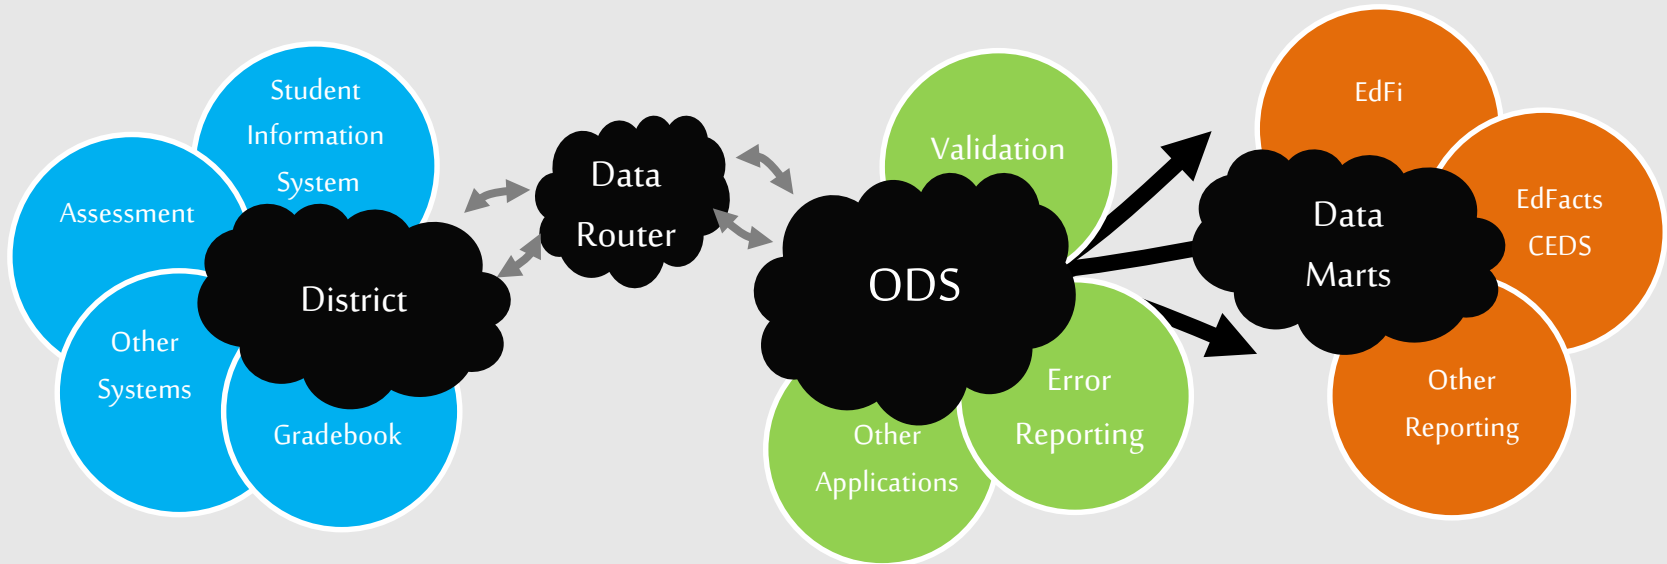 Student
Information
System
Assessment
District
Other
Systems
Gradebook
Data
Router
Validation
ODS
Error
Reporting
Other
Applications
EdFi
Data
Marts
EdFacts
CEDS
Other
Reporting